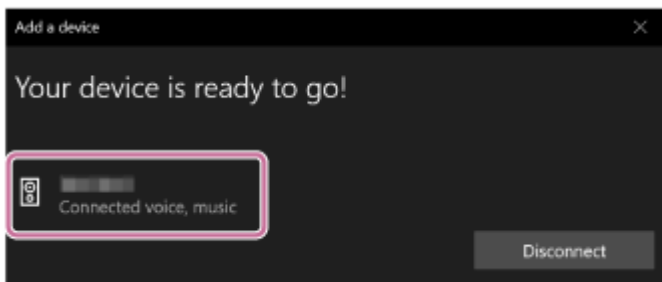 Add a device
Your device is ready to go!
Connected voice, music
Disconnect